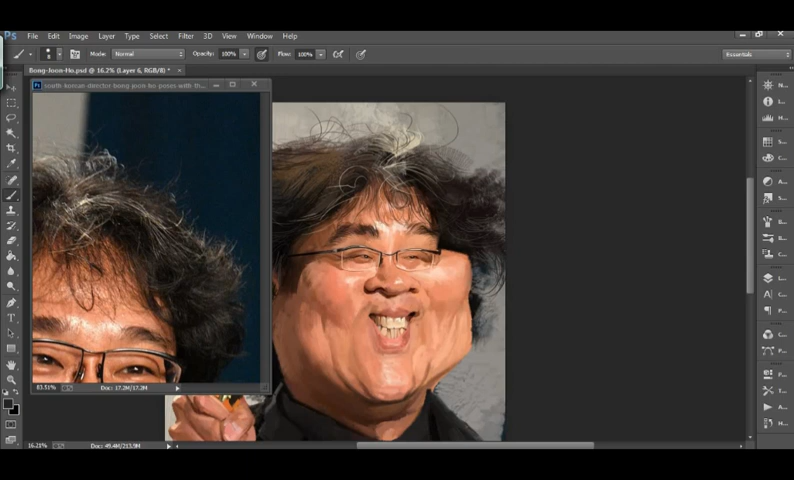 Ps File Edit Image Layer Type Select Filter 3D View Window Help
Mode: Normal Opacity: 100% Flow: 100% Essentials
Bong-Joon-Ho.psd @ 16.2% (Layer 6, RGB/8) * ×
south-korean-director bong joon ho poses-with th...
N...
I...
H...
S...
C...
A...
S...
B...
B...
C...
L...
C...
P...
C...
P...
F...
T...
A...
H...
83.51% Doc: 17.2M/17.2M
16.21% Doc: 49.4M/213.9M